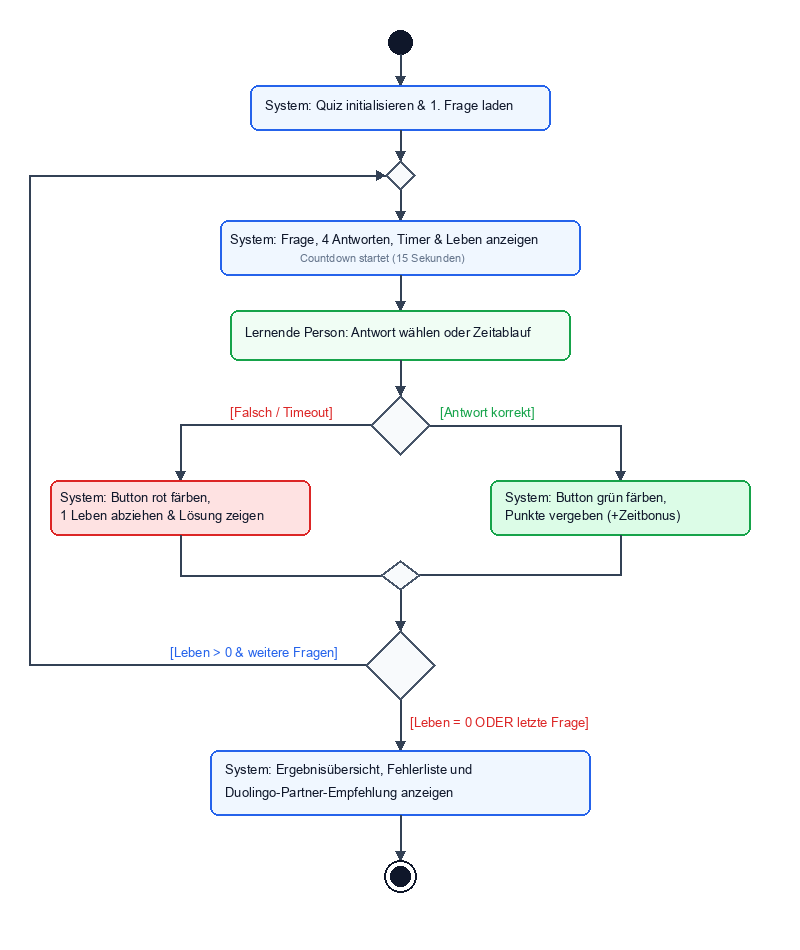 System: Quiz initialisieren & 1. Frage laden
System: Frage, 4 Antworten, Timer & Leben anzeigen
Countdown startet (15 Sekunden)
Lernende Person: Antwort wählen oder Zeitablauf
[Falsch / Timeout]
[Antwort korrekt]
System: Button rot färben,
1 Leben abziehen & Lösung zeigen
System: Button grün färben,
Punkte vergeben (+Zeitbonus)
[Leben > 0 & weitere Fragen]
[Leben = 0 ODER letzte Frage]
System: Ergebnisübersicht, Fehlerliste und
Duolingo-Partner-Empfehlung anzeigen